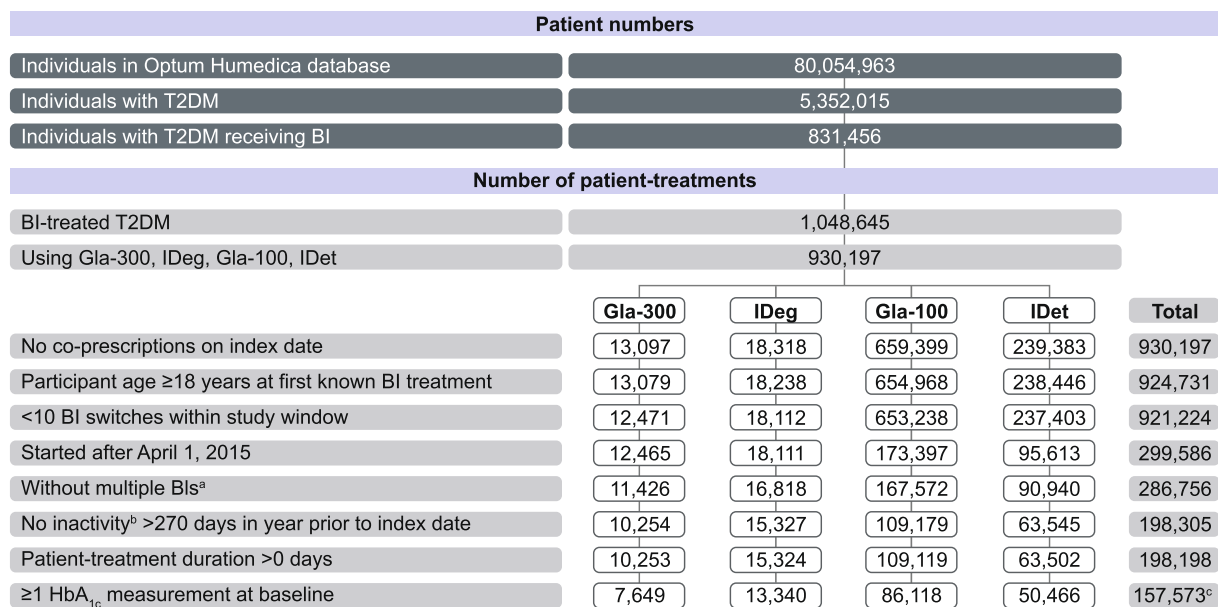 Patient numbers
Individuals in Optum Humedica database 80,054,963
Individuals with T2DM 5,352,015
Individuals with T2DM receiving BI 831,456
Number of patient-treatments
BI-treated T2DM 1,048,645
Using Gla-300, IDeg, Gla-100, IDet 930,197
Gla-300 IDeg Gla-100 IDet Total
No co-prescriptions on index date 13,097 18,318 659,399 239,383 930,197
Participant age ≥18 years at first known BI treatment 13,079 18,238 654,968 238,446 924,731
<10 BI switches within study window 12,471 18,112 653,238 237,403 921,224
Started after April 1, 2015 12,465 18,111 173,397 95,613 299,586
Without multiple BIsᵃ 11,426 16,818 167,572 90,940 286,756
No inactivityᵇ >270 days in year prior to index date 10,254 15,327 109,179 63,545 198,305
Patient-treatment duration >0 days 10,253 15,324 109,119 63,502 198,198
≥1 HbA1c measurement at baseline 7,649 13,340 86,118 50,466 157,573ᶜ